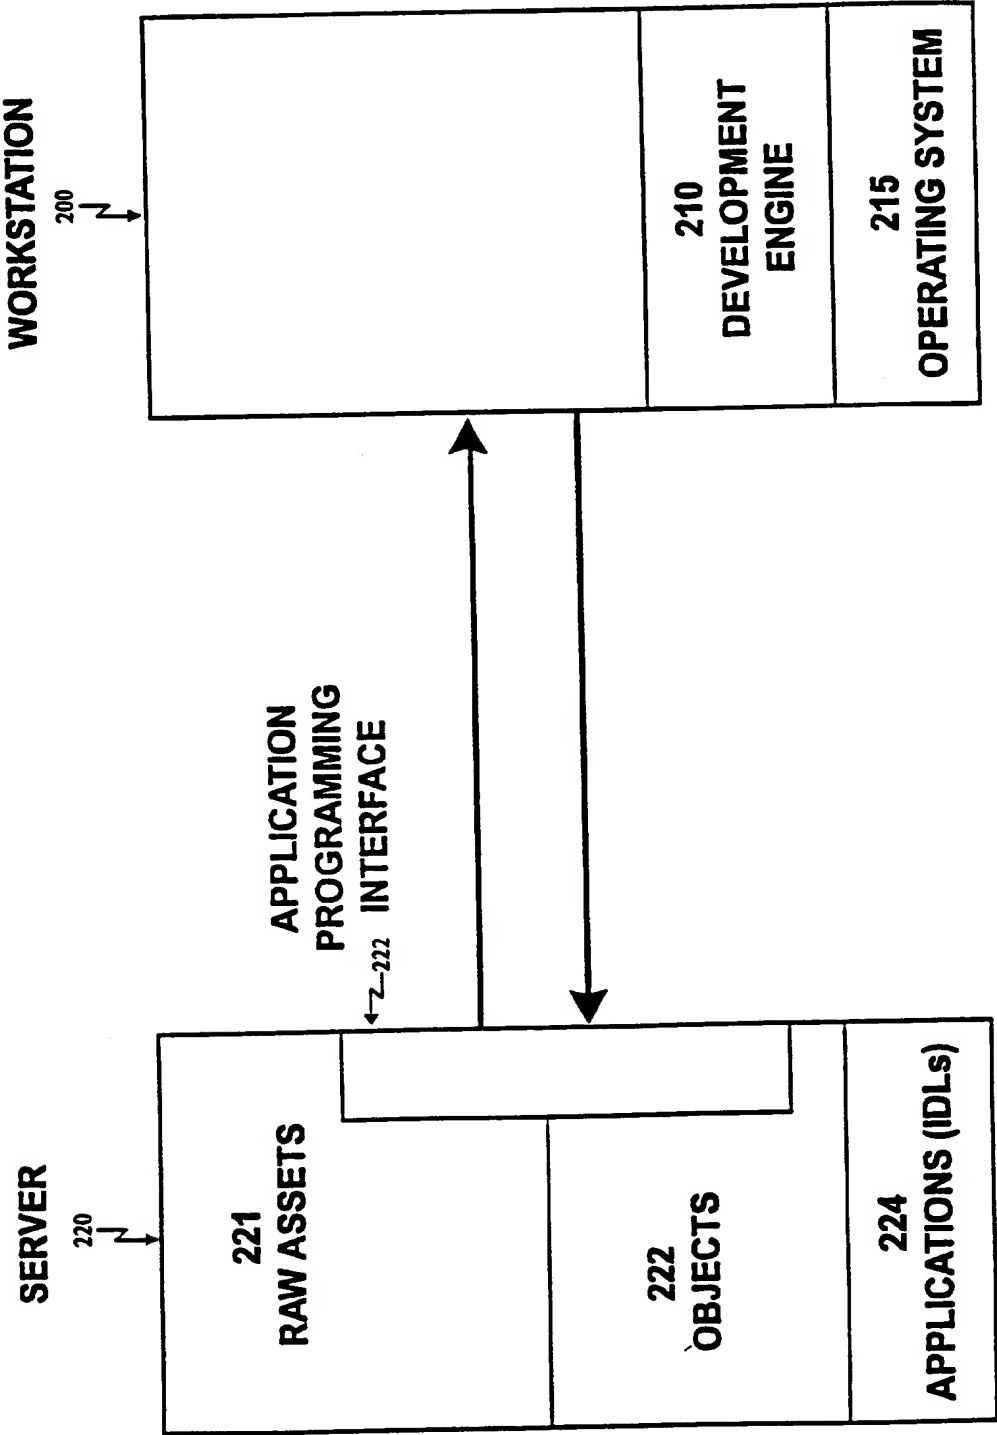 SERVER
220
221
RAW ASSETS
222
OBJECTS
224
APPLICATIONS (IDLs)
APPLICATION
PROGRAMMING
INTERFACE
222
WORKSTATION
200
210
DEVELOPMENT
ENGINE
215
OPERATING SYSTEM